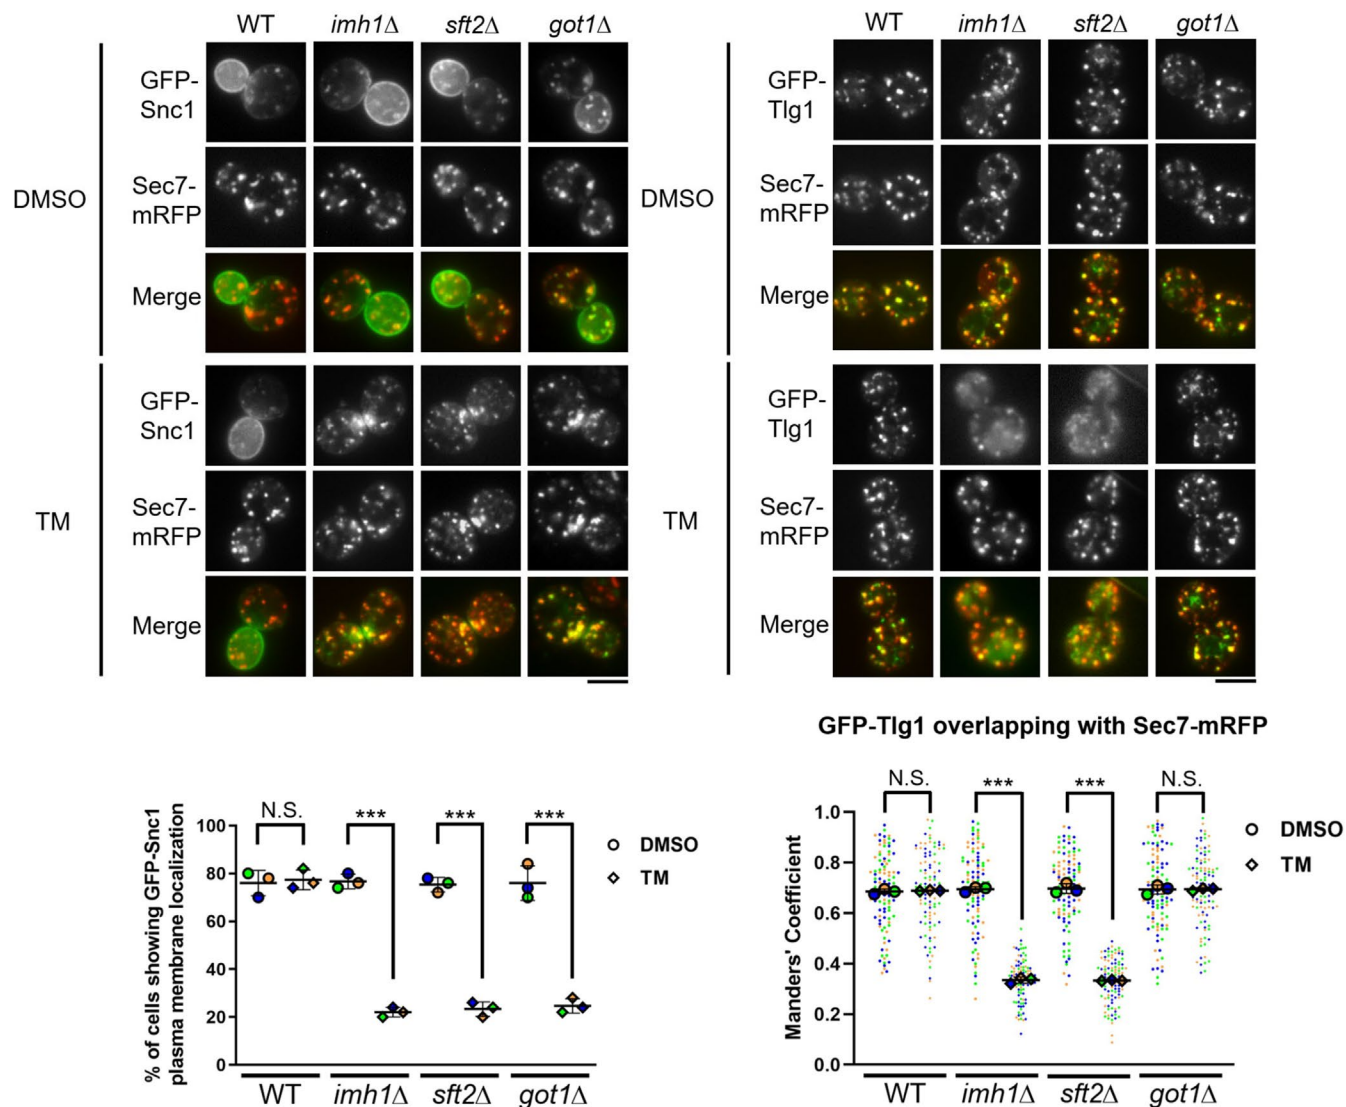 WT imh1Δ sft2Δ got1Δ
DMSO
GFP-
Snc1
Sec7-
mRFP
Merge
TM
GFP-
Snc1
Sec7-
mRFP
Merge
WT imh1Δ sft2Δ got1Δ
DMSO
GFP-
Tlg1
Sec7-
mRFP
Merge
TM
GFP-
Tlg1
Sec7-
mRFP
Merge
% of cells showing GFP-Snc1
plasma membrane localization
100
80
60
40
20
0
N.S. *** *** ***
DMSO
TM
WT imh1Δ sft2Δ got1Δ
GFP-Tlg1 overlapping with Sec7-mRFP
Manders' Coefficient
1.0
0.8
0.6
0.4
0.2
0.0
N.S. *** *** N.S.
DMSO
TM
WT imh1Δ sft2Δ got1Δ